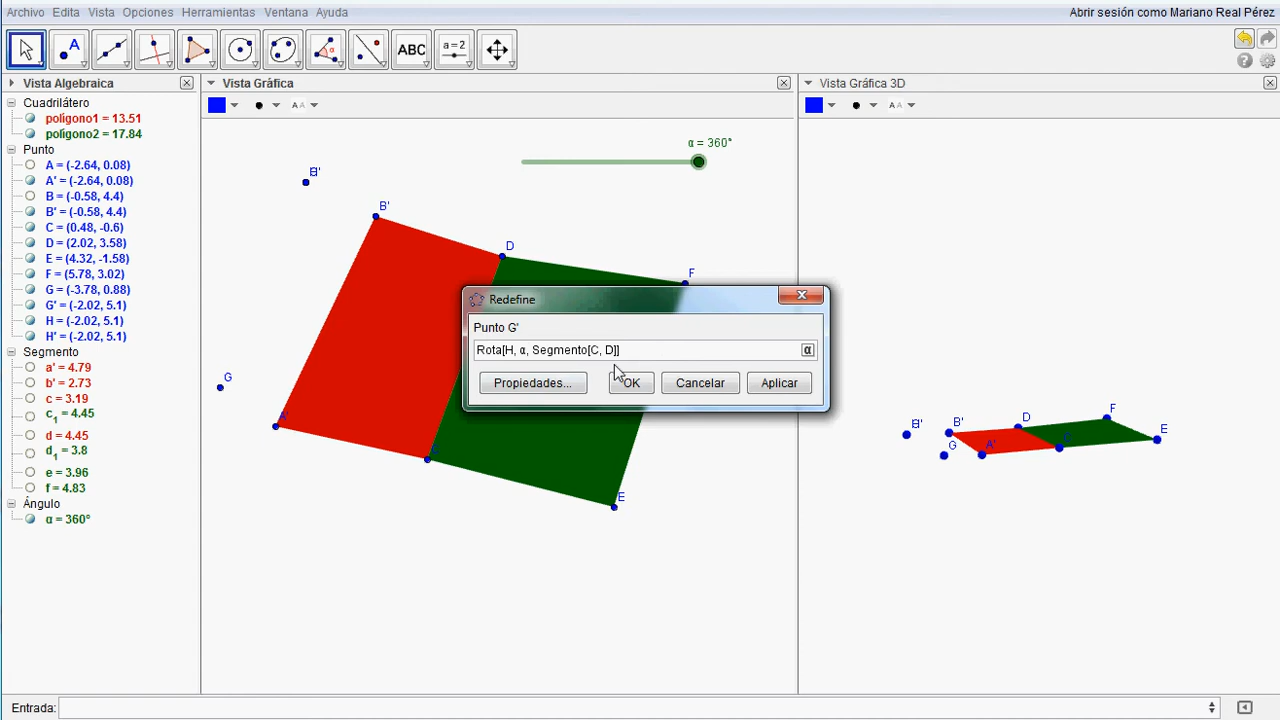 Archivo Edita Vista Opciones Herramientas Ventana Ayuda Abrir sesión como Mariano Real Pérez
ABC a=2
Vista Algebraica
Cuadrilátero
polígono1 = 13.51
polígono2 = 17.84
Punto
A = (-2.64, 0.08)
A' = (-2.64, 0.08)
B = (-0.58, 4.4)
B' = (-0.58, 4.4)
C = (0.48, -0.6)
D = (2.02, 3.58)
E = (4.32, -1.58)
F = (5.78, 3.02)
G = (-3.78, 0.88)
G' = (-2.02, 5.1)
H = (-2.02, 5.1)
H' = (-2.02, 5.1)
Segmento
a' = 4.79
b' = 2.73
c = 3.19
c1 = 4.45
d = 4.45
d1 = 3.8
e = 3.96
f = 4.83
Ángulo
α = 360°
Vista Gráfica
A A
α = 360°
B'
D
F
G
A'
E
Redefine
Punto G'
Rota[H, α, Segmento[C, D]]
α
Propiedades...
OK
Cancelar
Aplicar
Vista Gráfica 3D
A A
F
D
B'
E
G
A'
Entrada: